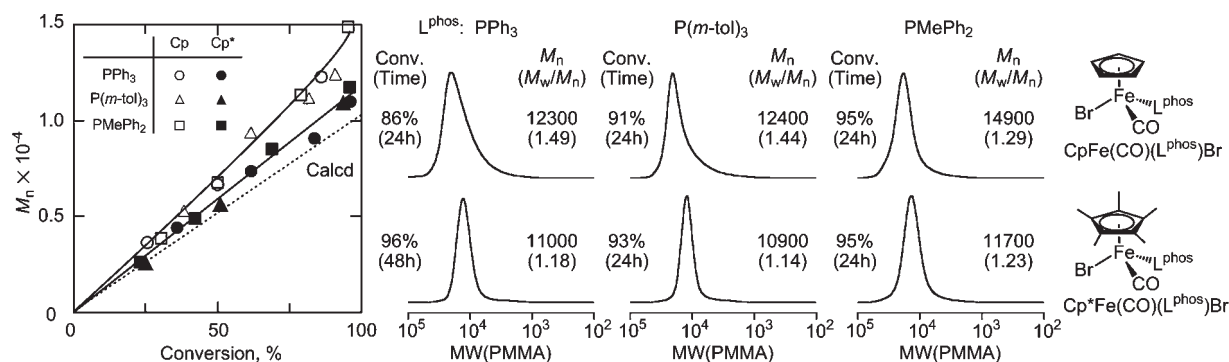 1.5
1.0
0.5
0
0
50
100
Mn × 10-4
Conversion, %
Cp Cp*
PPh3
P(m-tol)3
PMePh2
Calcd
Lphos: PPh3
P(m-tol)3
PMePh2
Conv.
(Time)
Mn
(Mw/Mn)
86%
(24h)
12300
(1.49)
96%
(48h)
11000
(1.18)
Conv.
(Time)
Mn
(Mw/Mn)
91%
(24h)
12400
(1.44)
93%
(24h)
10900
(1.14)
Conv.
(Time)
Mn
(Mw/Mn)
95%
(24h)
14900
(1.29)
95%
(24h)
11700
(1.23)
105 104 103 102
MW(PMMA)
105 104 103 102
MW(PMMA)
105 104 103 102
MW(PMMA)
Fe
Br
Lphos
CO
CpFe(CO)(Lphos)Br
Fe
Br
Lphos
CO
Cp*Fe(CO)(Lphos)Br